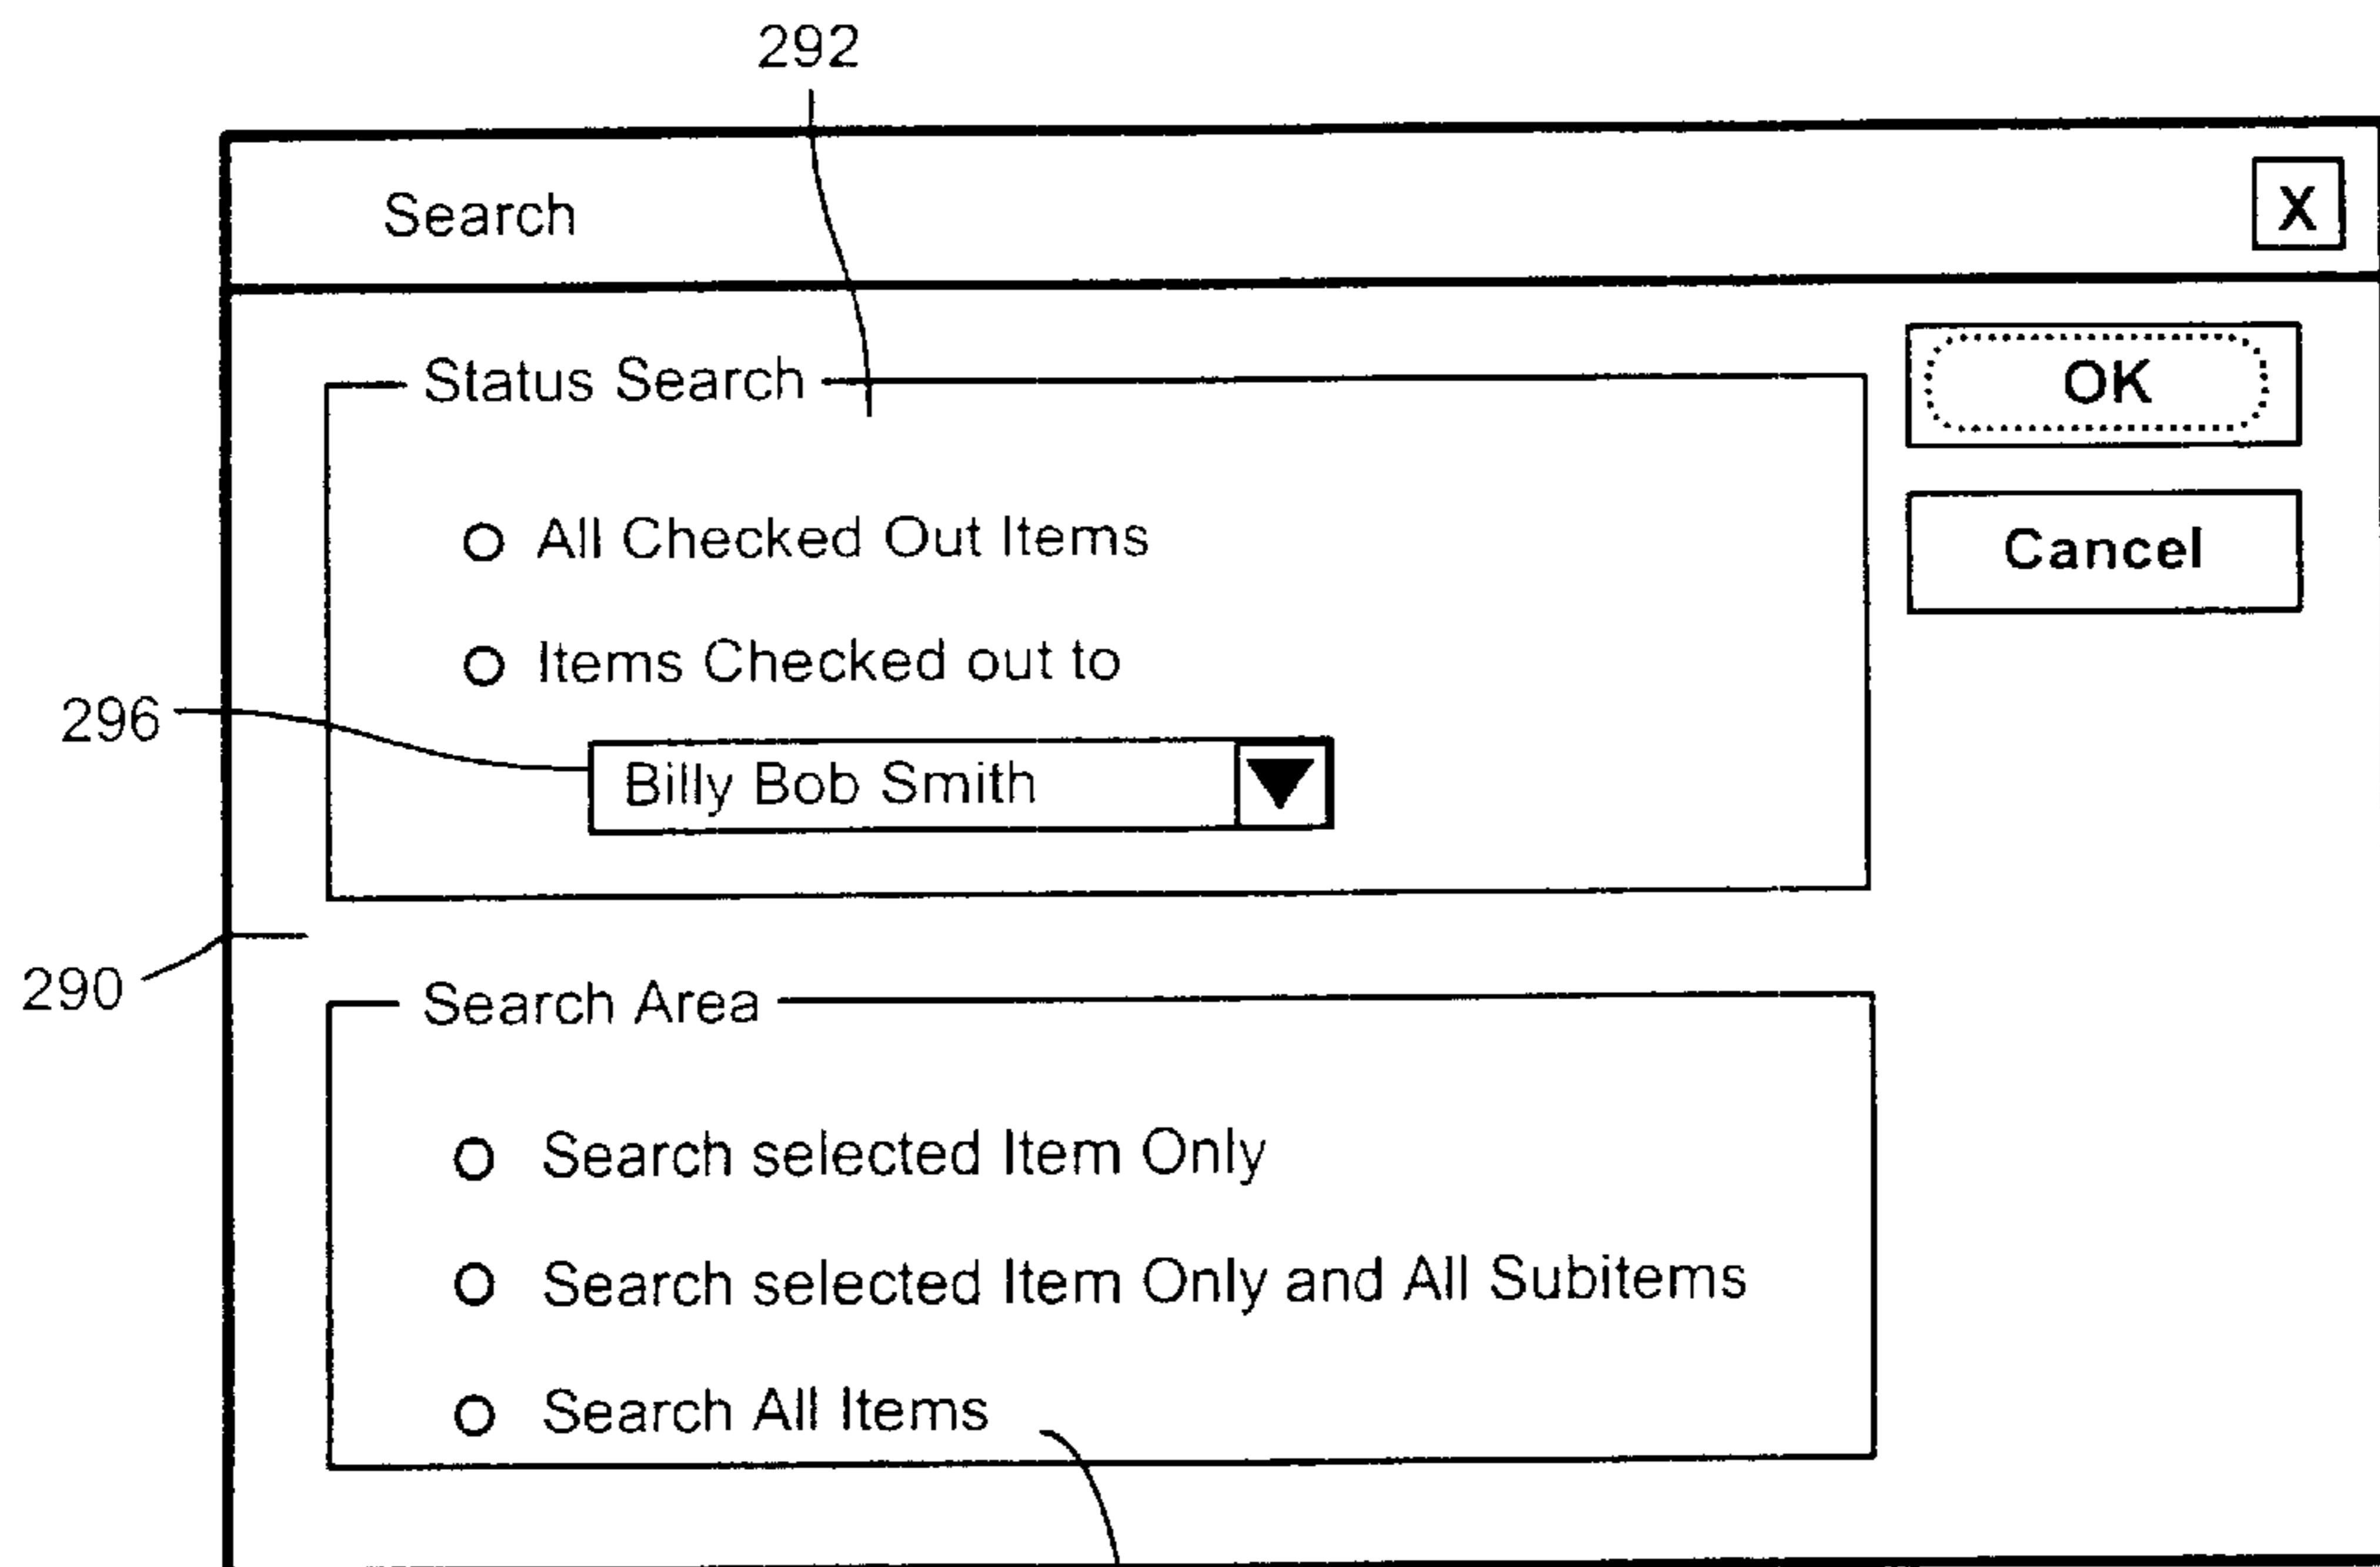 292
Search
X
Status Search
OK
All Checked Out Items
Cancel
Items Checked out to
296
Billy Bob Smith
290
Search Area
Search selected Item Only
Search selected Item Only and All Subitems
Search All Items